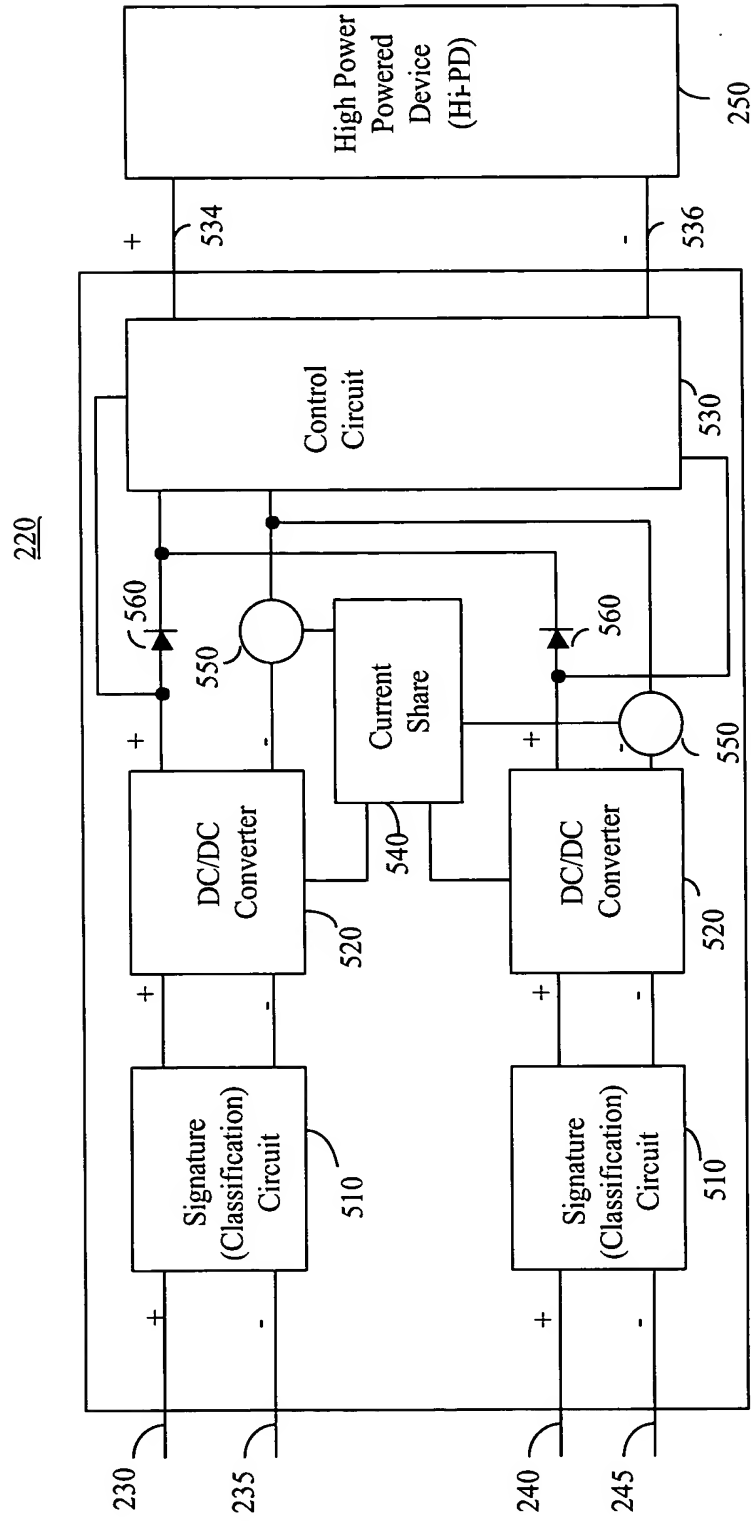 220
230
+
235
-
Signature
(Classification)
Circuit
510
+
-
DC/DC
Converter
520
+
-
560
550
Current
Share
540
Control
Circuit
530
+
534
-
536
High Power
Powered
Device
(Hi-PD)
250
240
+
245
-
Signature
(Classification)
Circuit
510
+
-
DC/DC
Converter
520
+
-
560
550